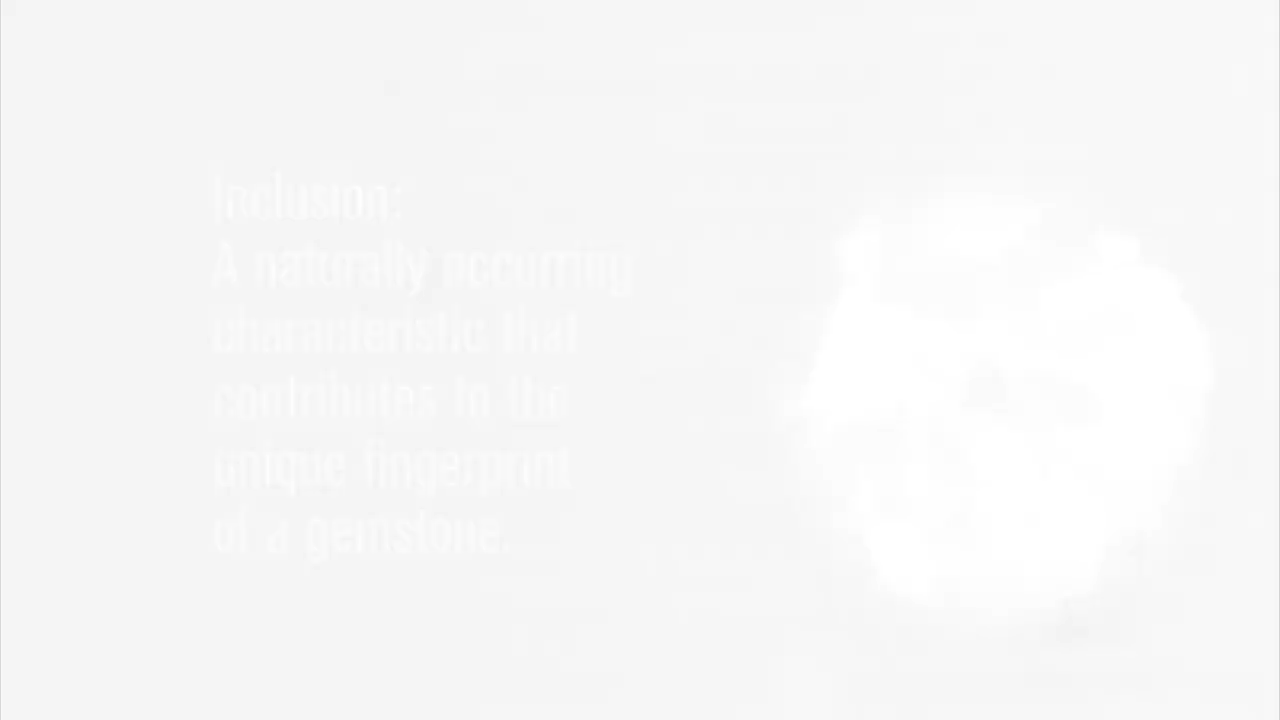 Inclusion:
A naturally occurring
characteristic that
contributes to the
unique fingerprint
of a gemstone.